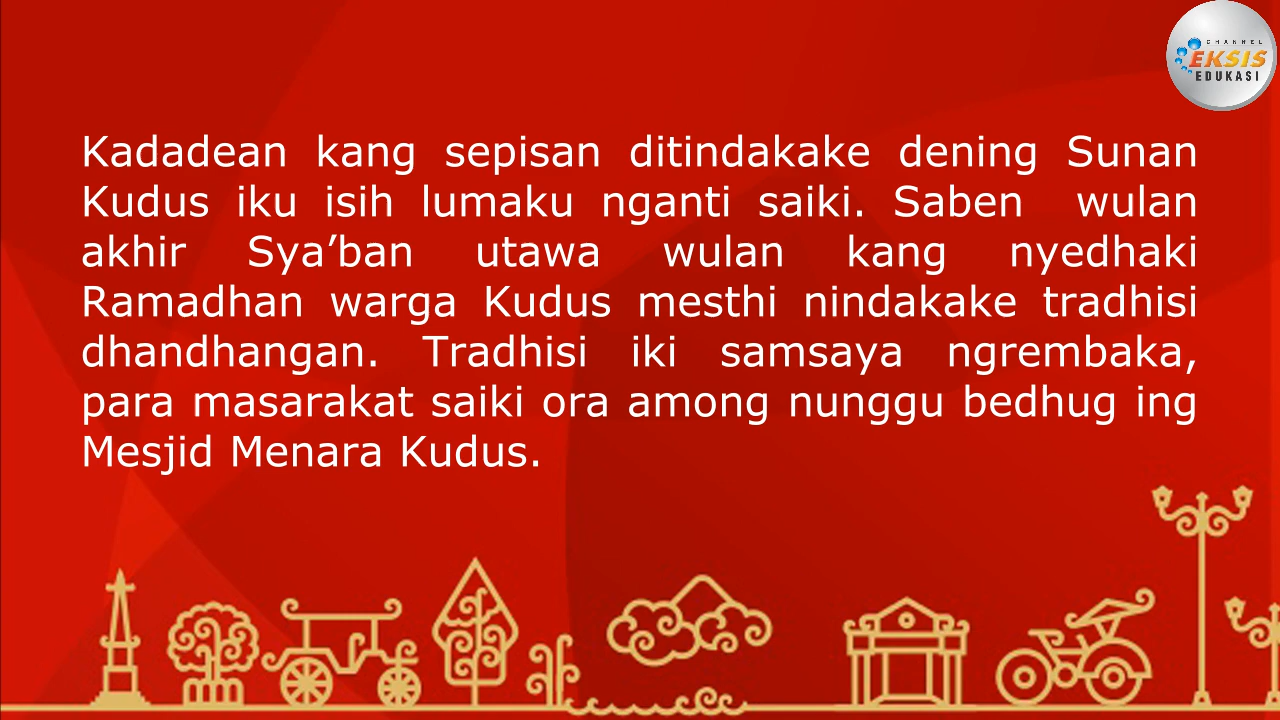 CHANNEL
EKSIS
EDUKASI
Kadadean kang sepisan ditindakake dening Sunan
Kudus iku isih lumaku nganti saiki. Saben wulan
akhir Sya’ban utawa wulan kang nyedhaki
Ramadhan warga Kudus mesthi nindakake tradhisi
dhandhangan. Tradhisi iki samsaya ngrembaka,
para masarakat saiki ora among nunggu bedhug ing
Mesjid Menara Kudus.